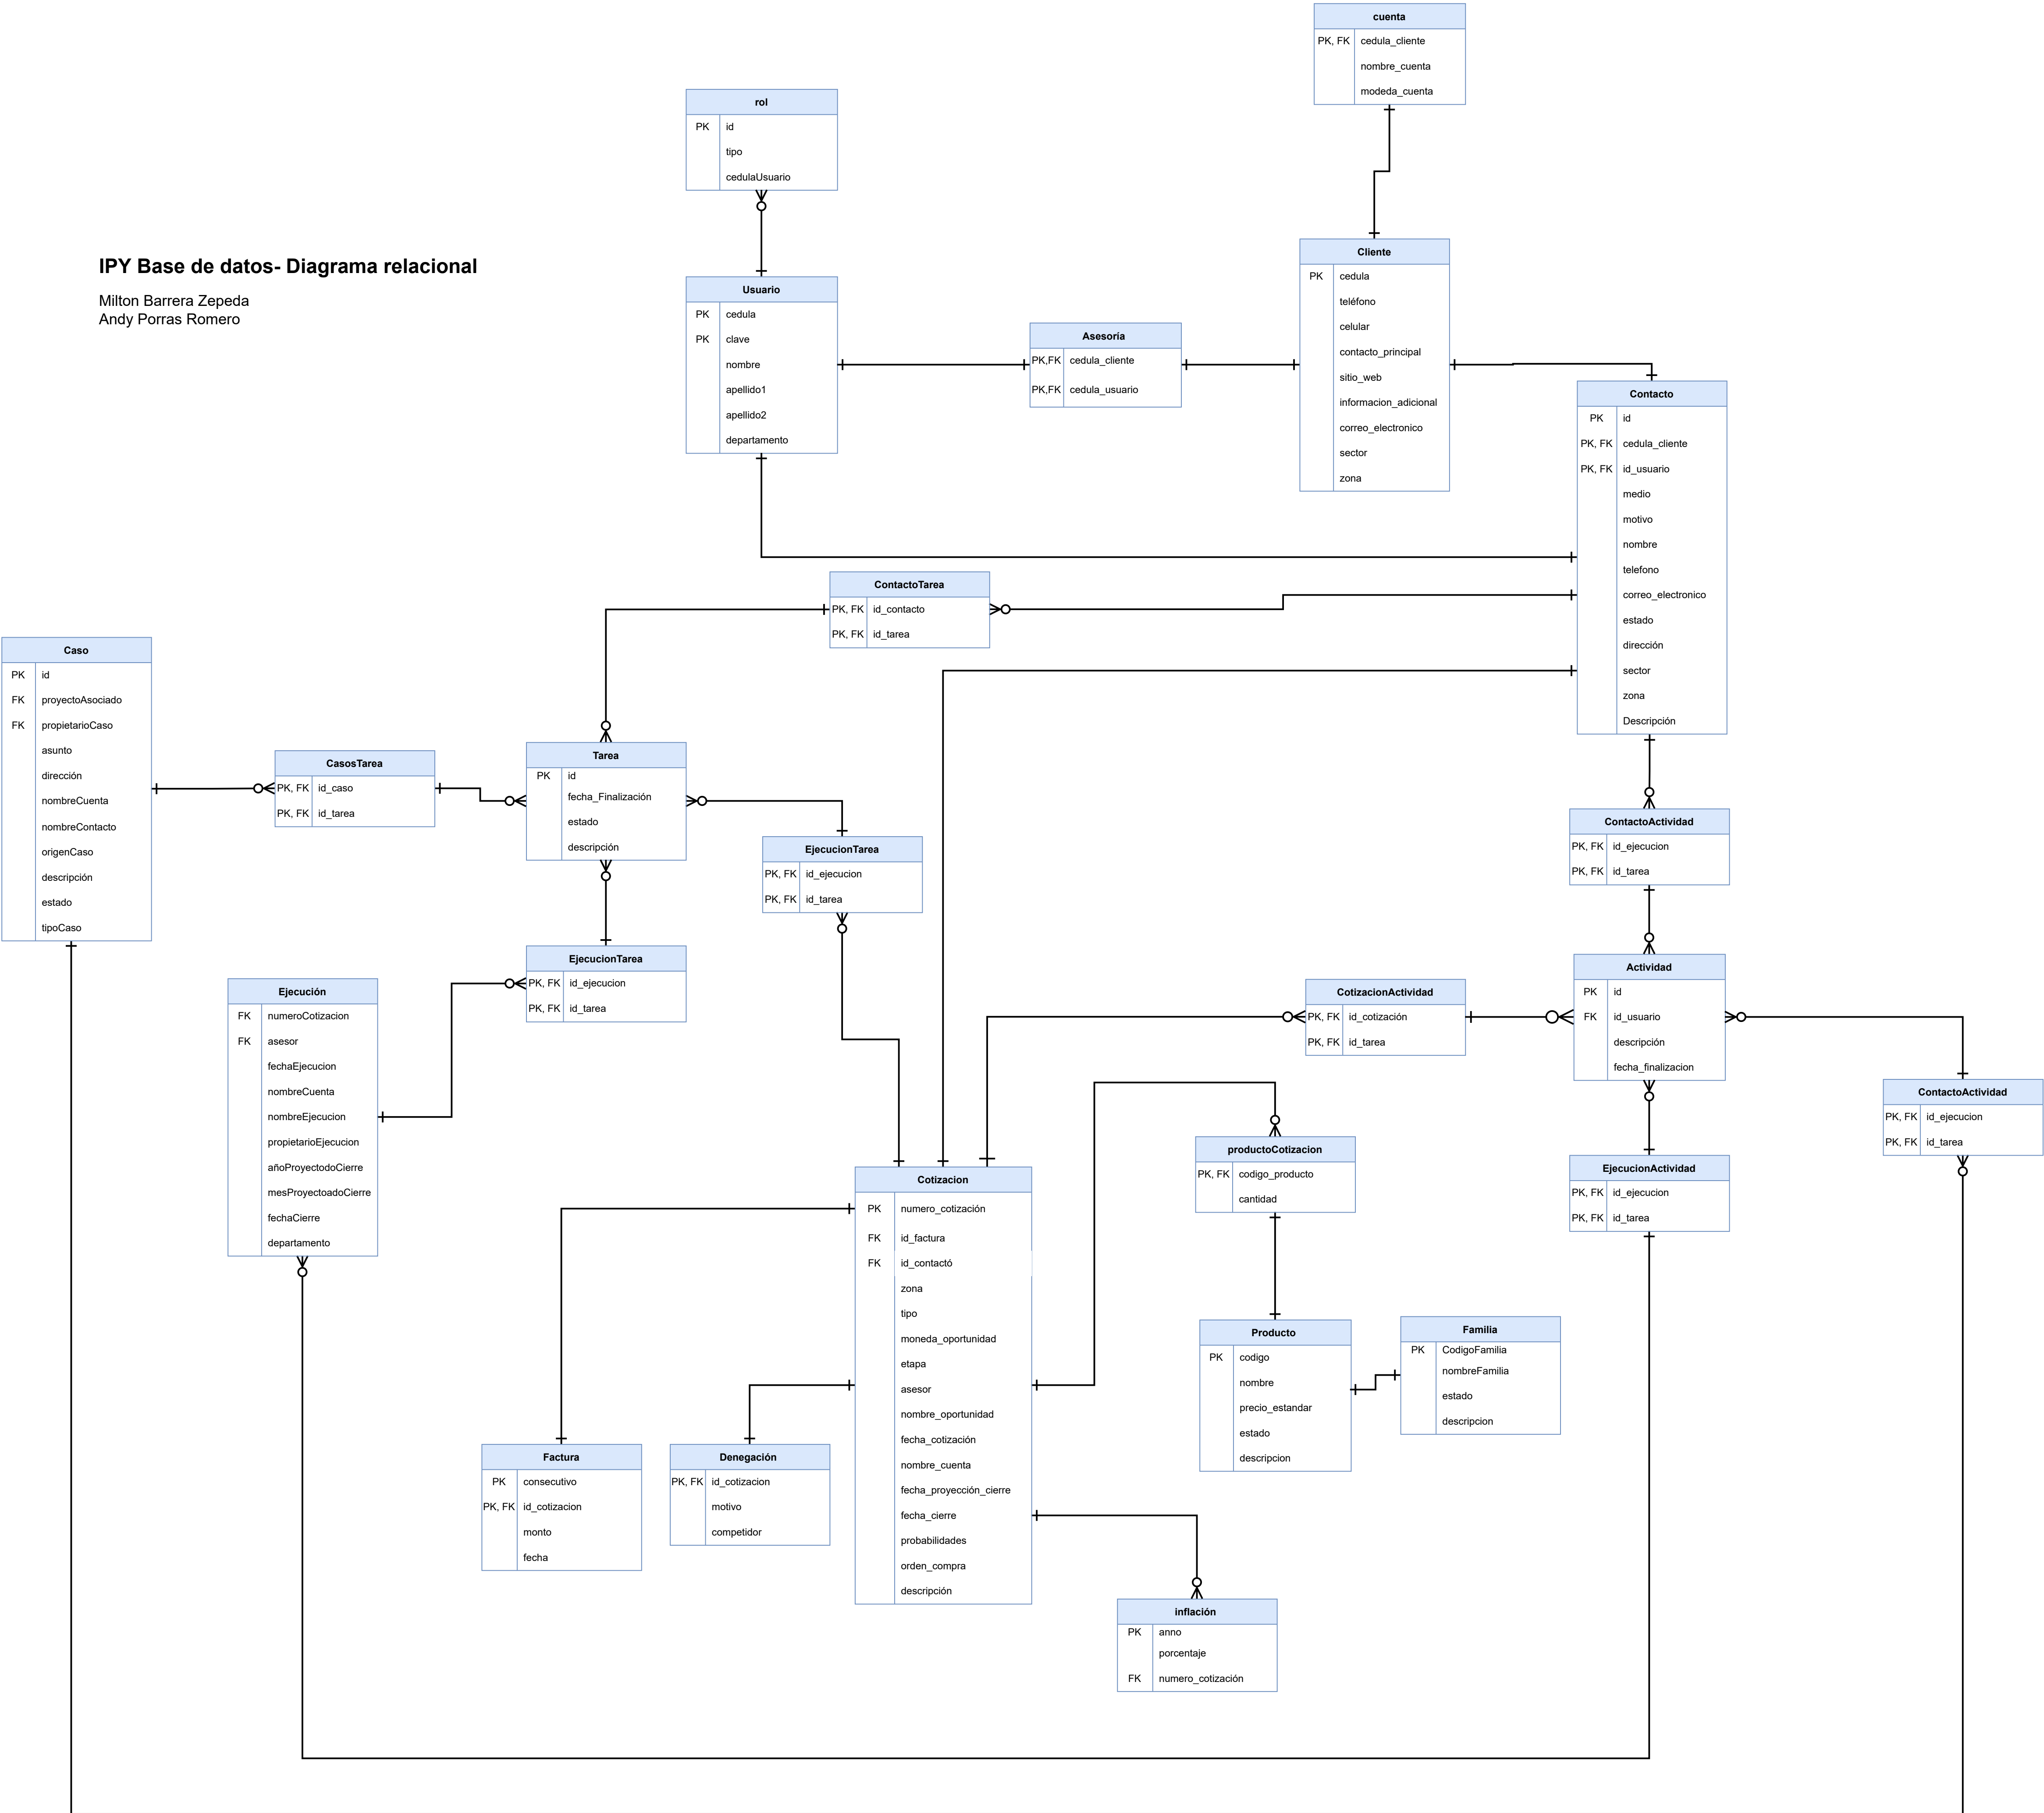 cuenta
PK, FK cedula_cliente
nombre_cuenta
modeda_cuenta
rol
PK id
tipo
cedulaUsuario
IPY Base de datos- Diagrama relacional
Milton Barrera Zepeda
Andy Porras Romero
Usuario
PK cedula
PK clave
nombre
apellido1
apellido2
departamento
Asesoría
PK,FK cedula_cliente
PK,FK cedula_usuario
Cliente
PK cedula
teléfono
celular
contacto_principal
sitio_web
informacion_adicional
correo_electronico
sector
zona
Contacto
PK id
PK, FK cedula_cliente
PK, FK id_usuario
medio
motivo
nombre
telefono
correo_electronico
estado
dirección
sector
zona
Descripción
ContactoTarea
PK, FK id_contacto
PK, FK id_tarea
Caso
PK id
FK proyectoAsociado
FK propietarioCaso
asunto
dirección
nombreCuenta
nombreContacto
origenCaso
descripción
estado
tipoCaso
CasosTarea
PK, FK id_caso
PK, FK id_tarea
Tarea
PK id
fecha_Finalización
estado
descripción
EjecucionTarea
PK, FK id_ejecucion
PK, FK id_tarea
ContactoActividad
PK, FK id_ejecucion
PK, FK id_tarea
EjecucionTarea
PK, FK id_ejecucion
PK, FK id_tarea
Ejecución
FK numeroCotizacion
FK asesor
fechaEjecucion
nombreCuenta
nombreEjecucion
propietarioEjecucion
añoProyectodoCierre
mesProyectoadoCierre
fechaCierre
departamento
CotizacionActividad
PK, FK id_cotización
PK, FK id_tarea
Actividad
PK id
FK id_usuario
descripción
fecha_finalizacion
ContactoActividad
PK, FK id_ejecucion
PK, FK id_tarea
productoCotizacion
PK, FK codigo_producto
cantidad
EjecucionActividad
PK, FK id_ejecucion
PK, FK id_tarea
Cotizacion
PK numero_cotización
FK id_factura
FK id_contactó
zona
tipo
moneda_oportunidad
etapa
asesor
nombre_oportunidad
fecha_cotización
nombre_cuenta
fecha_proyección_cierre
fecha_cierre
probabilidades
orden_compra
descripción
Producto
PK codigo
nombre
precio_estandar
estado
descripcion
Familia
PK CodigoFamilia
nombreFamilia
estado
descripcion
Factura
PK consecutivo
PK, FK id_cotizacion
monto
fecha
Denegación
PK, FK id_cotizacion
motivo
competidor
inflación
PK anno
porcentaje
FK numero_cotización